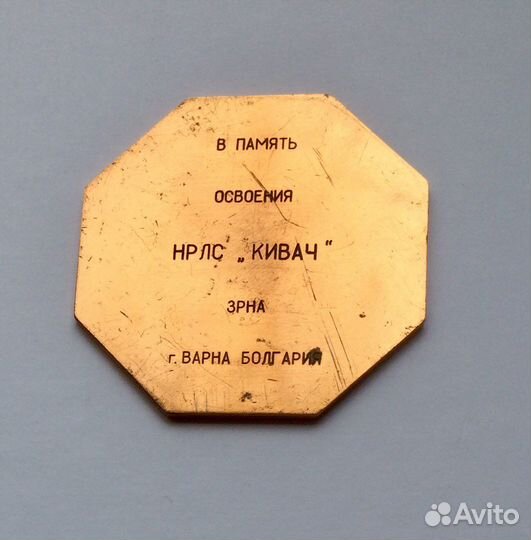 В ПАМЯТЬ
ОСВОЕНИЯ
НРЛС „КИВАЧ“
ЗРНА
г. ВАРНА БОЛГАРИЯ
Avito